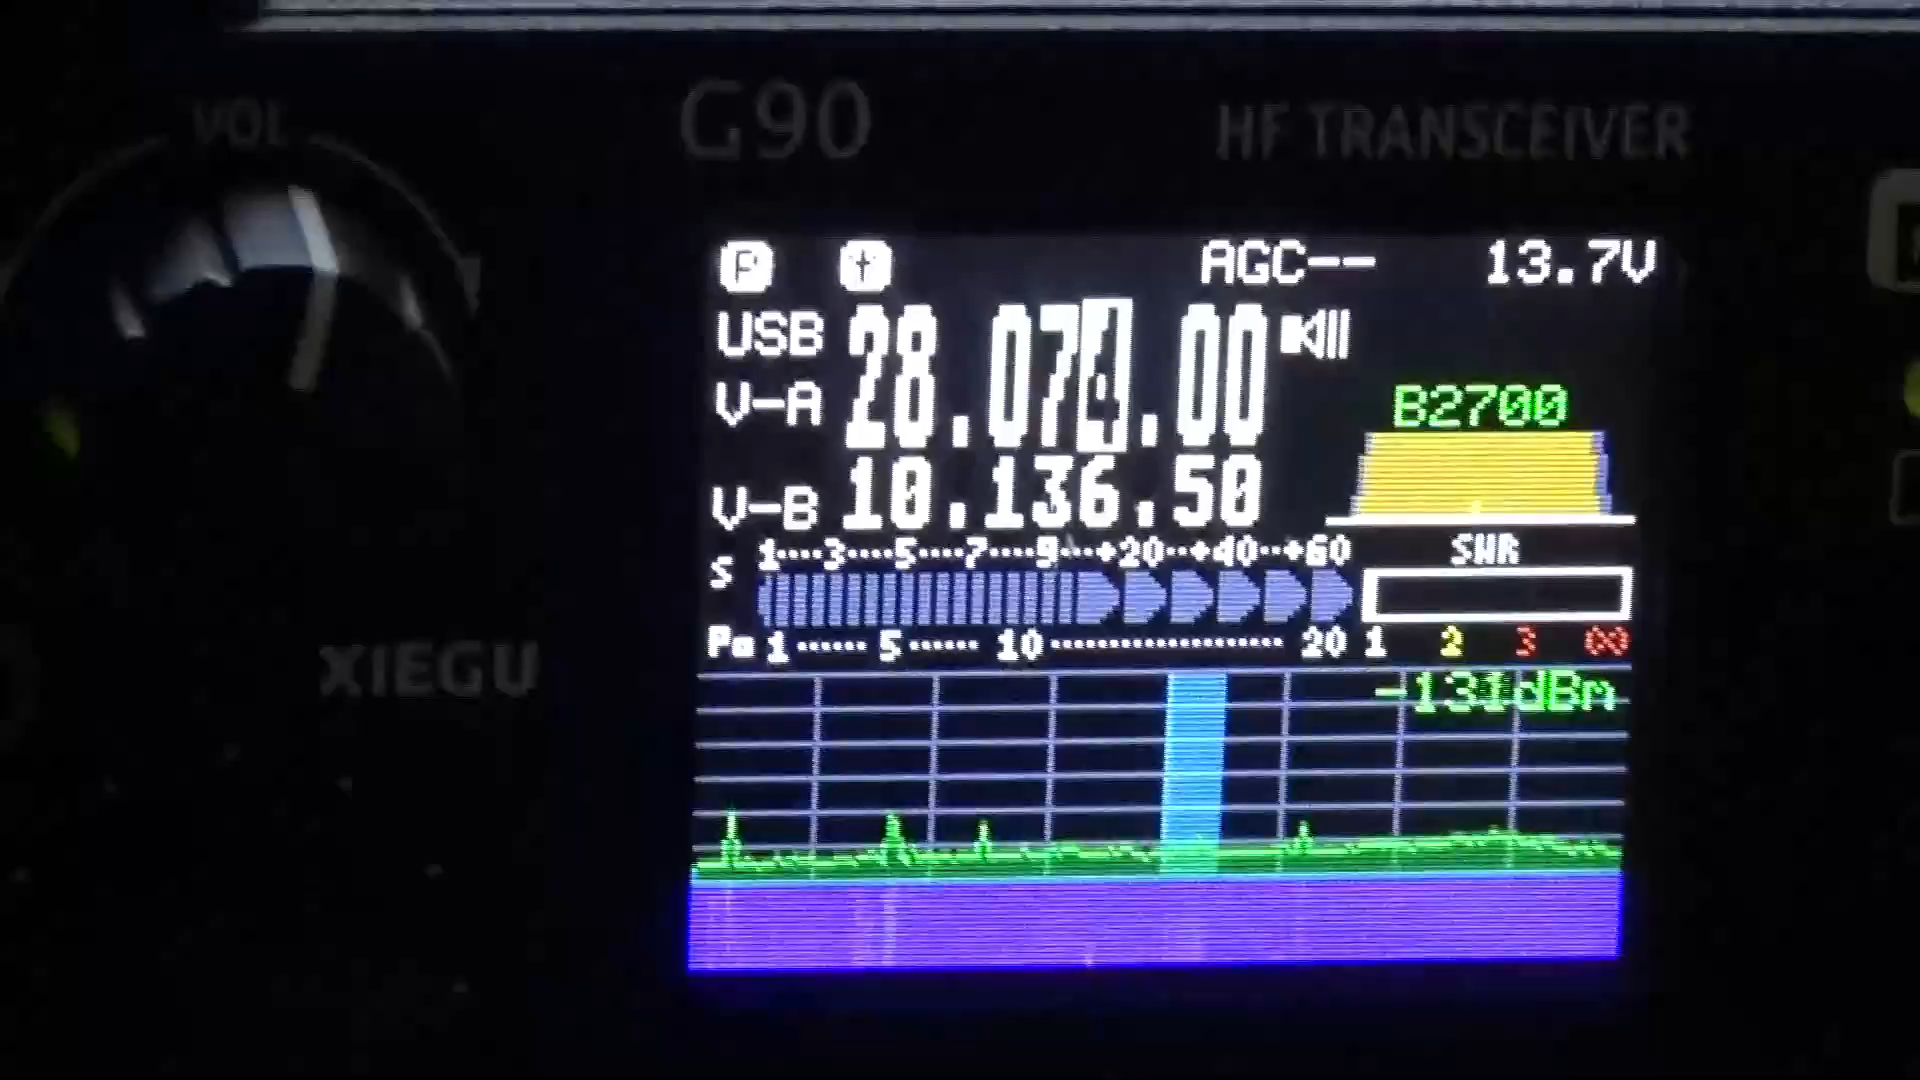 VOL
G90
HF TRANSCEIVER
P
AGC-- 13.7V
USB 28.074.00
V-A
B2700
V-B 10.136.50
S 1····3····5····7····9··+20··+40··+60
SWR
Po 1······5······10··················20
1 2 3 ∞
-131dBm
XIEGU